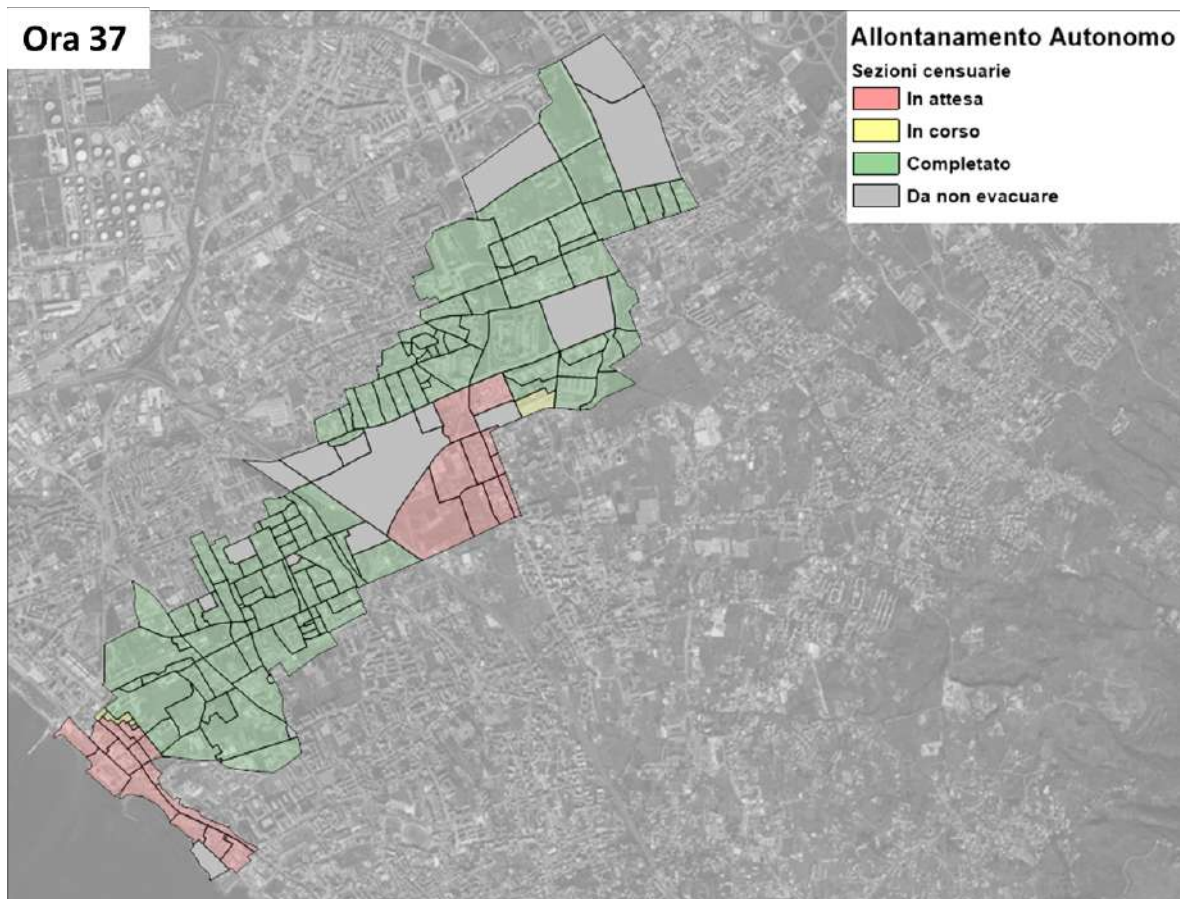 Ora 37
Allontanamento Autonomo
Sezioni censuarie
In attesa
In corso
Completato
Da non evacuare